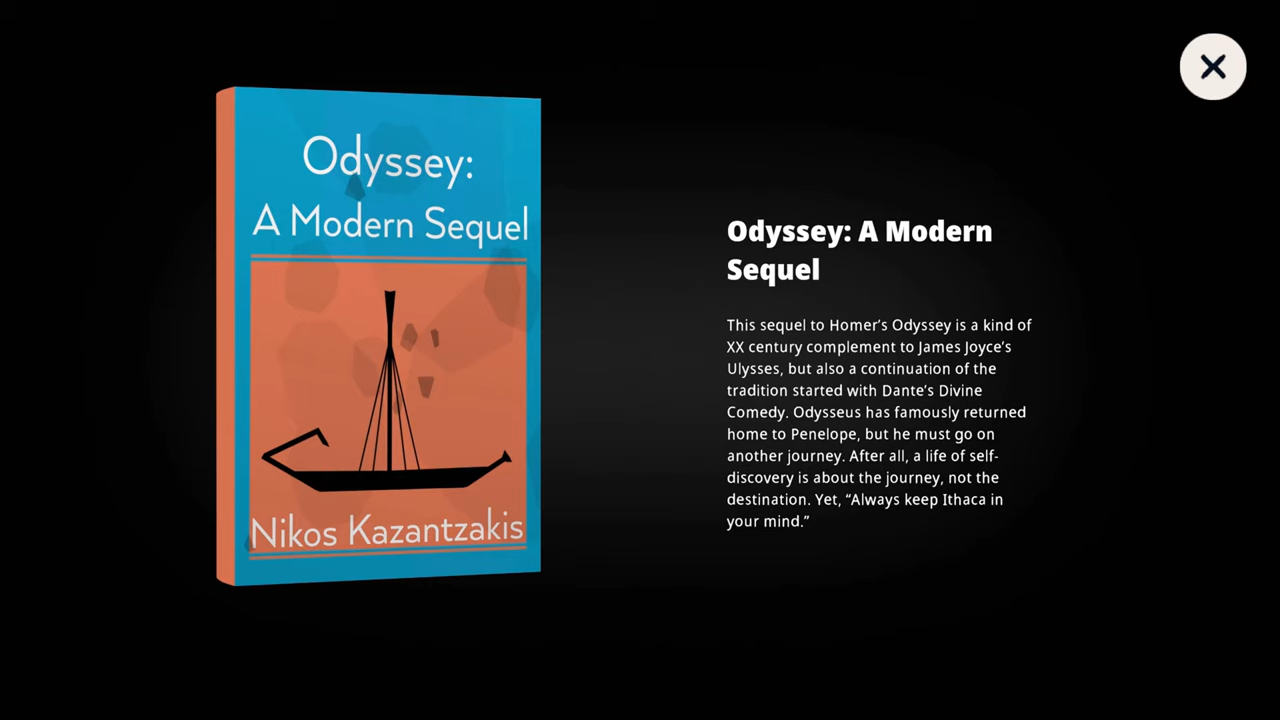 Odyssey:
A Modern Sequel
Nikos Kazantzakis
Odyssey: A Modern
Sequel
This sequel to Homer’s Odyssey is a kind of
XX century complement to James Joyce’s
Ulysses, but also a continuation of the
tradition started with Dante’s Divine
Comedy. Odysseus has famously returned
home to Penelope, but he must go on
another journey. After all, a life of self-
discovery is about the journey, not the
destination. Yet, “Always keep Ithaca in
your mind.”